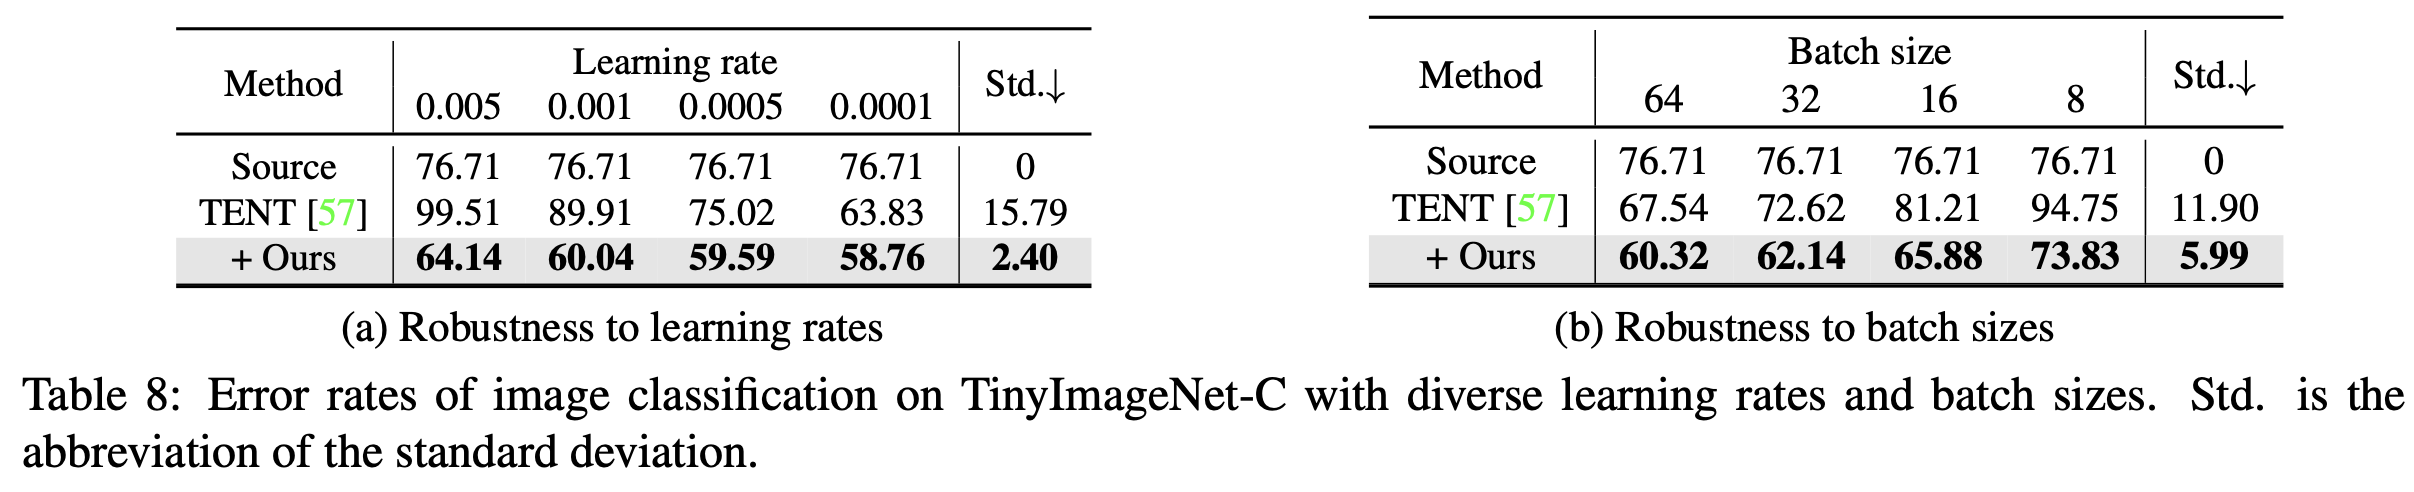 Method Learning rate Std.↓
0.005 0.001 0.0005 0.0001
Source 76.71 76.71 76.71 76.71 0
TENT [57] 99.51 89.91 75.02 63.83 15.79
+ Ours 64.14 60.04 59.59 58.76 2.40
(a) Robustness to learning rates
Method Batch size Std.↓
64 32 16 8
Source 76.71 76.71 76.71 76.71 0
TENT [57] 67.54 72.62 81.21 94.75 11.90
+ Ours 60.32 62.14 65.88 73.83 5.99
(b) Robustness to batch sizes
Table 8: Error rates of image classification on TinyImageNet-C with diverse learning rates and batch sizes. Std. is the
abbreviation of the standard deviation.